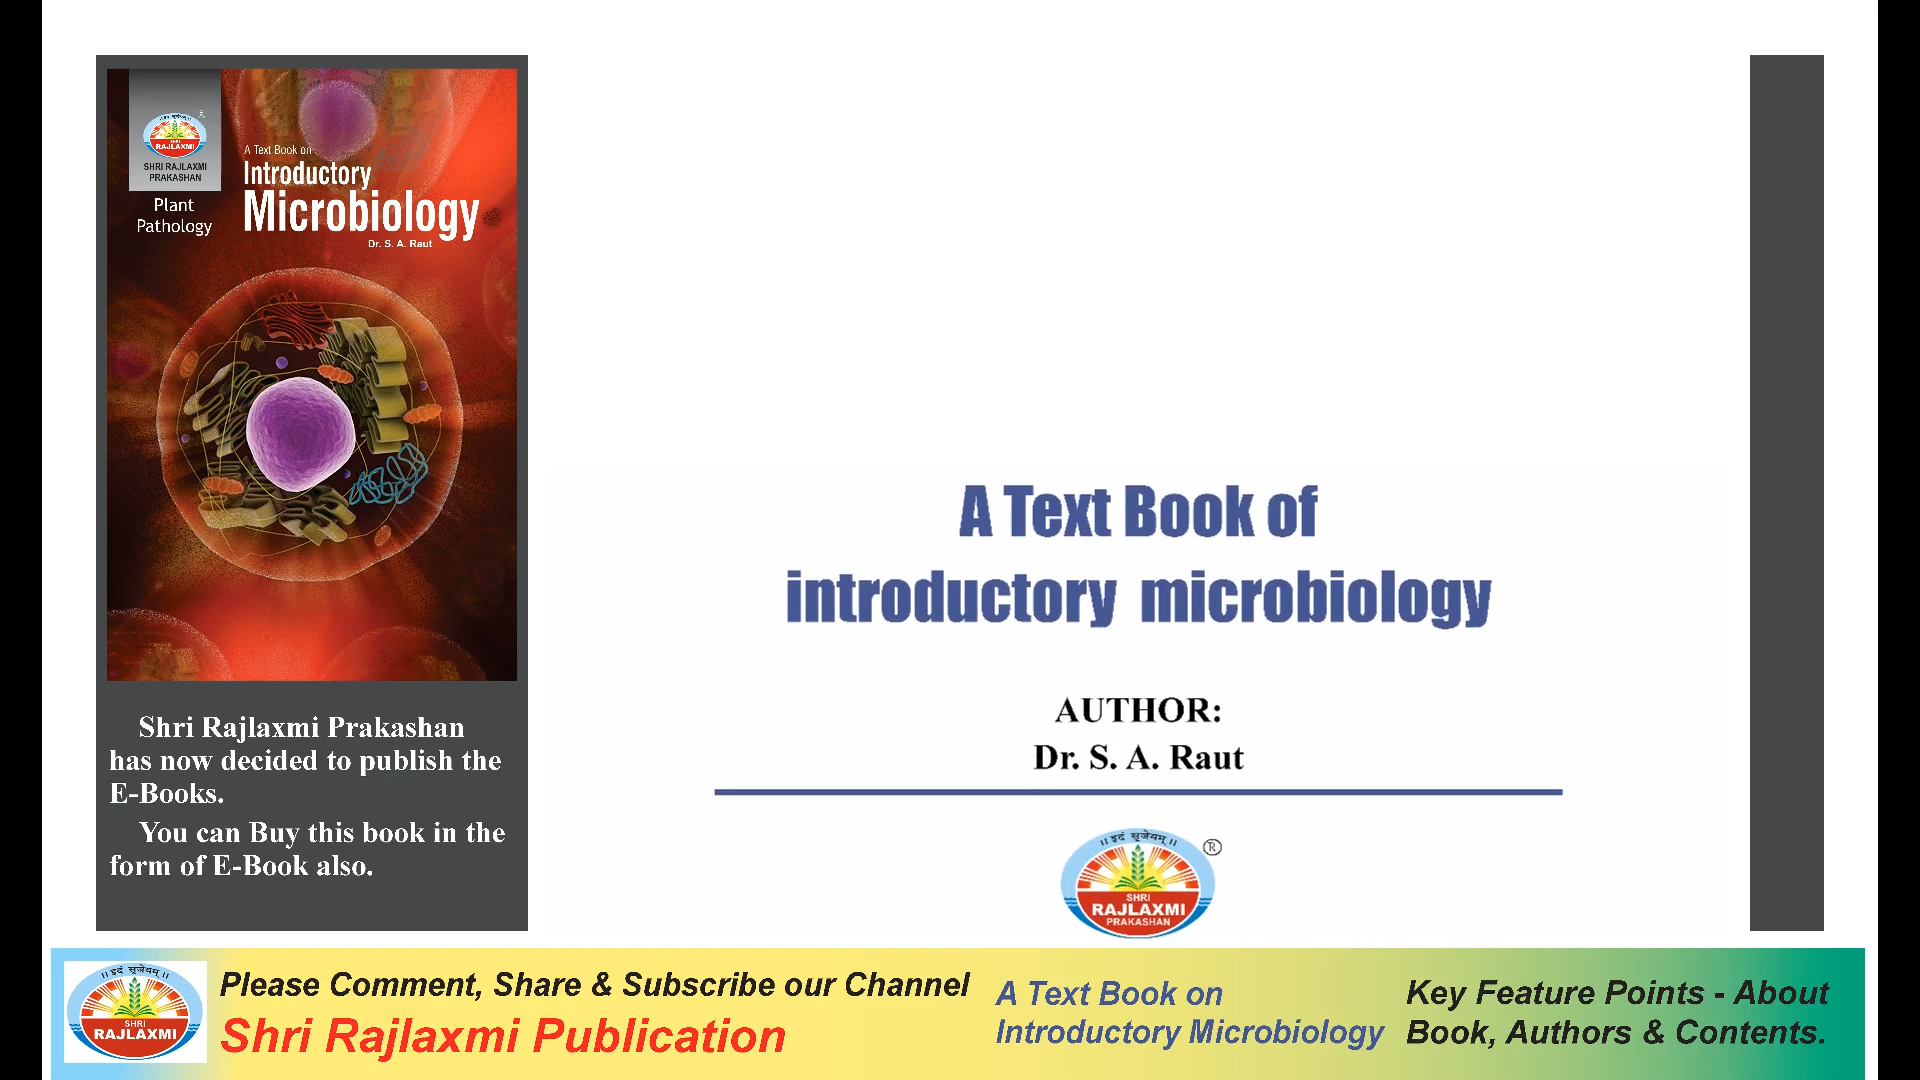 SHRI
RAJLAXMI
SHRI RAJLAXMI
PRAKASHAN
Plant
Pathology
A Text Book on
Introductory
Microbiology
Dr. S. A. Raut
Shri Rajlaxmi Prakashan
has now decided to publish the
E-Books.
You can Buy this book in the
form of E-Book also.
A Text Book of
introductory microbiology
AUTHOR:
Dr. S. A. Raut
॥ इदं सृजेयम् ॥
®
SHRI
RAJLAXMI
PRAKASHAN
॥ इदं सृजेयम् ॥
SHRI
RAJLAXMI
Please Comment, Share & Subscribe our Channel
Shri Rajlaxmi Publication
A Text Book on
Introductory Microbiology
Key Feature Points - About
Book, Authors & Contents.